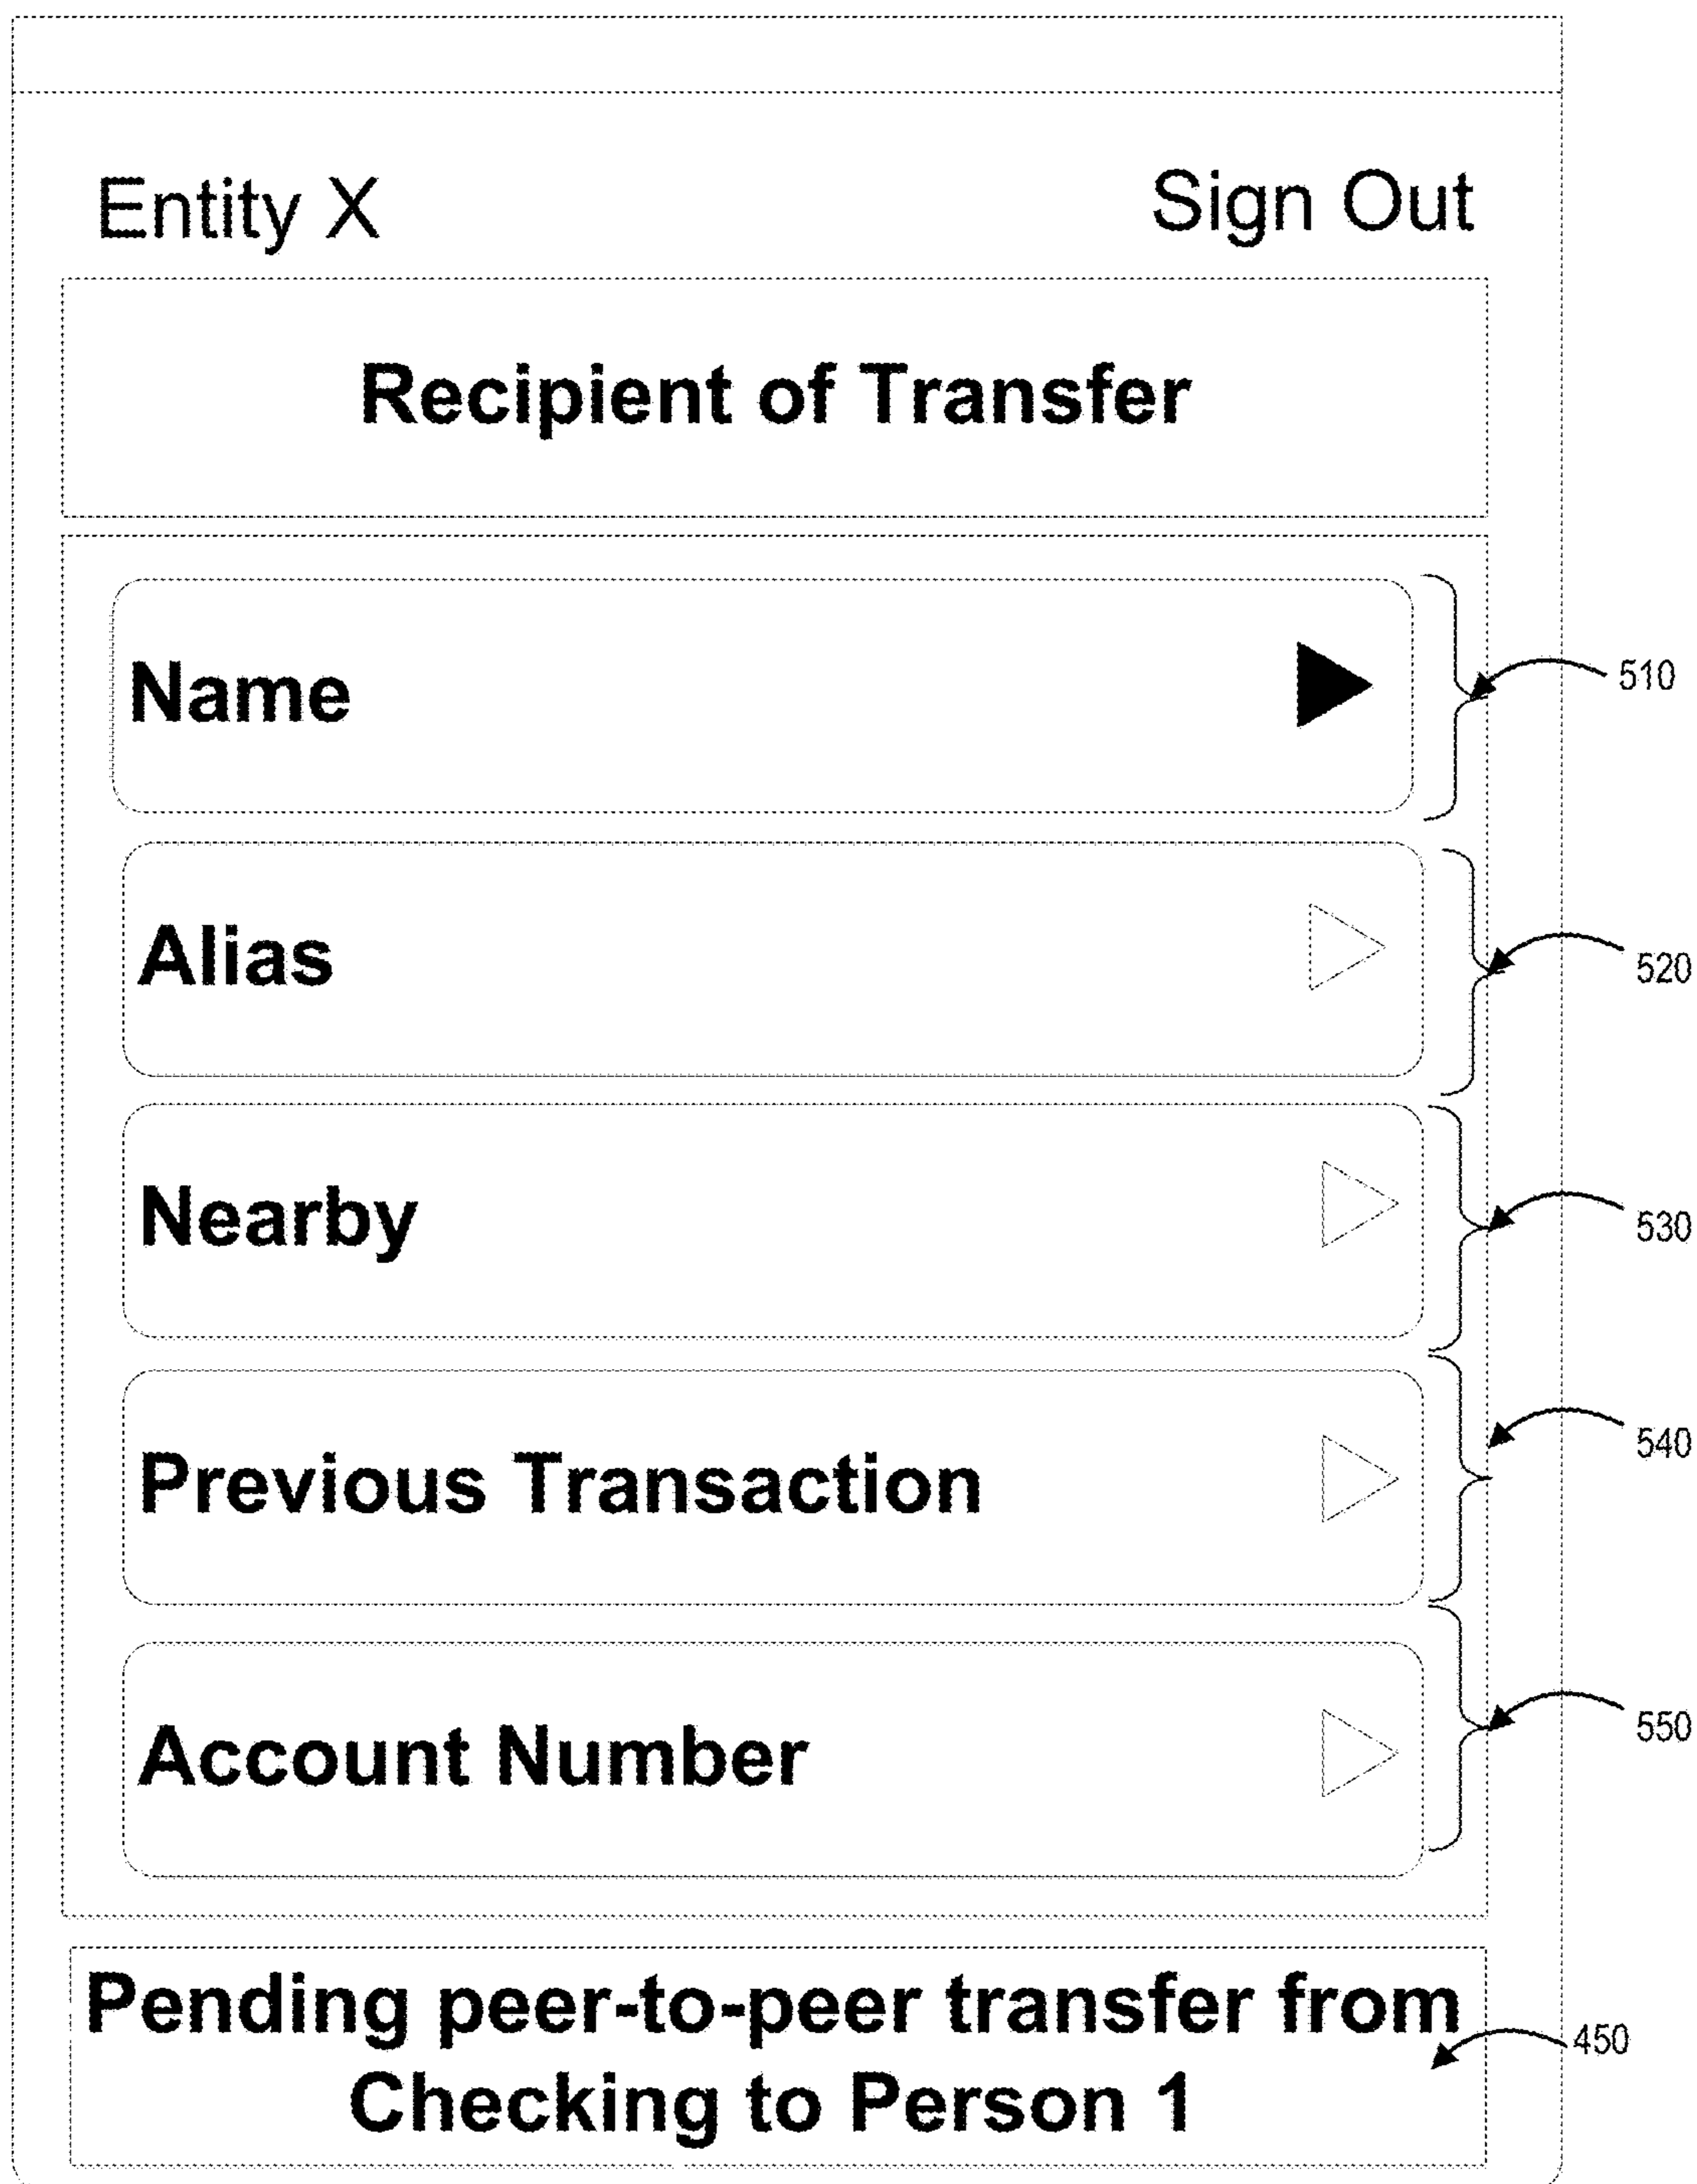 Entity X
Sign Out
Recipient of Transfer
Name
510
Alias
520
Nearby
530
Previous Transaction
540
Account Number
550
Pending peer-to-peer transfer from
Checking to Person 1
450